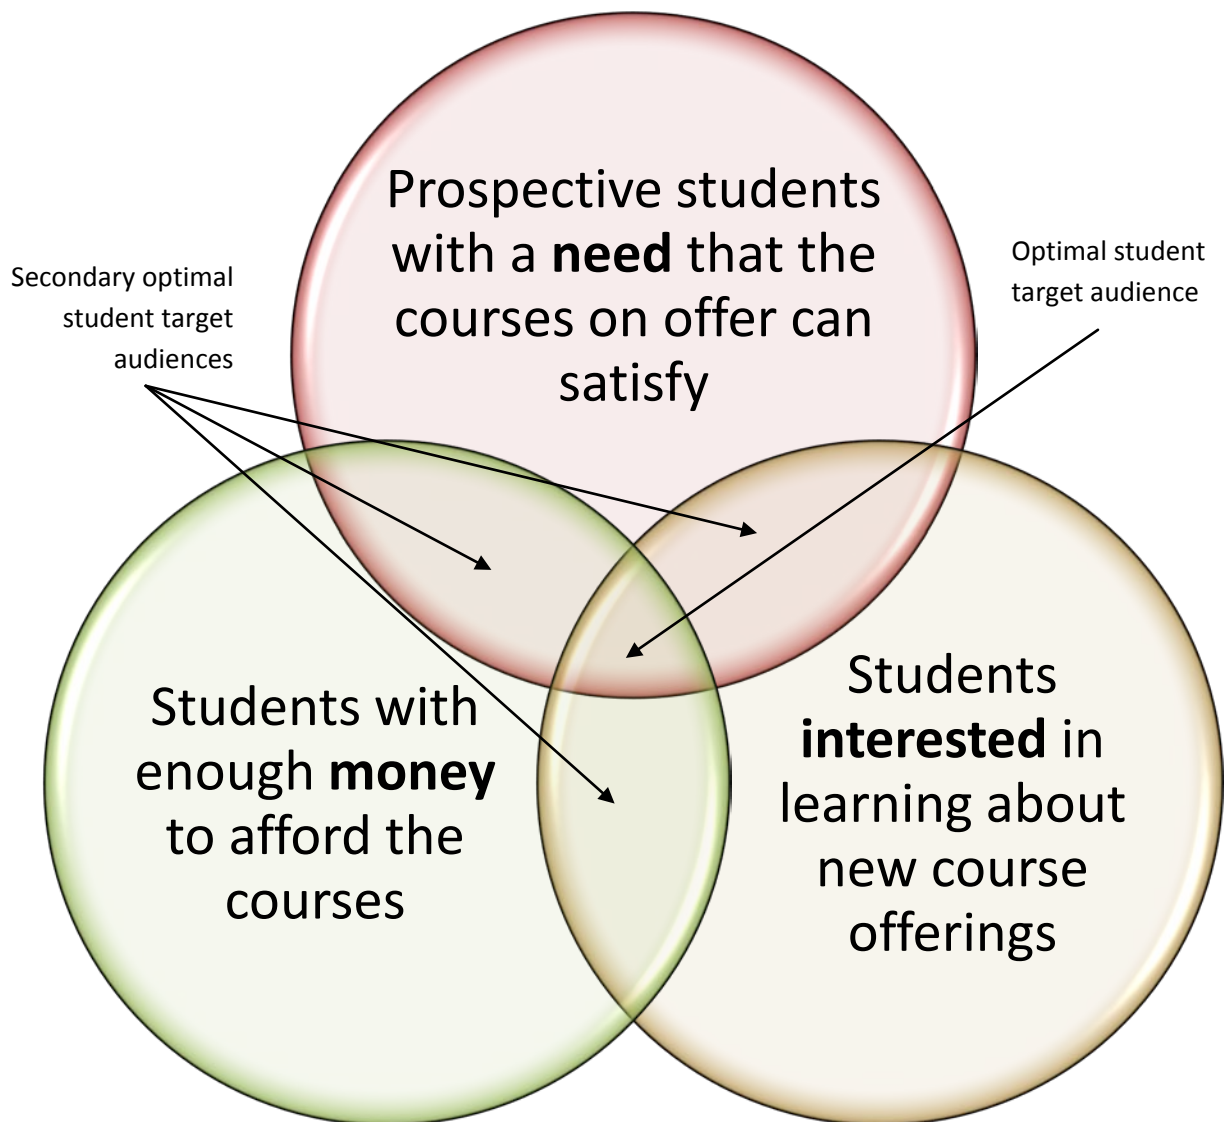 Prospective students
with a need that the
courses on offer can
satisfy
Secondary optimal
student target
audiences
Optimal student
target audience
Students with
enough money
to afford the
courses
Students
interested in
learning about
new course
offerings